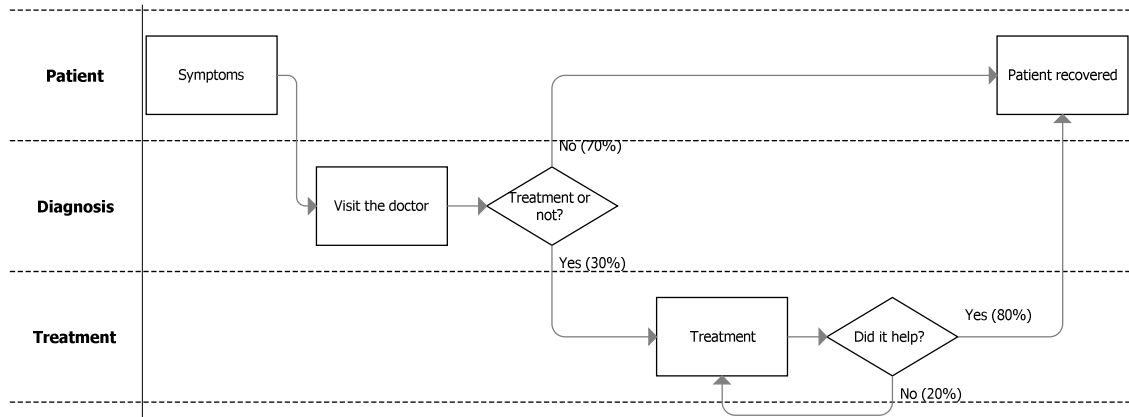 Patient
Symptoms
Patient recovered
No (70%)
Diagnosis
Visit the doctor
Treatment or
not?
Yes (30%)
Treatment
Treatment
Did it help?
Yes (80%)
No (20%)